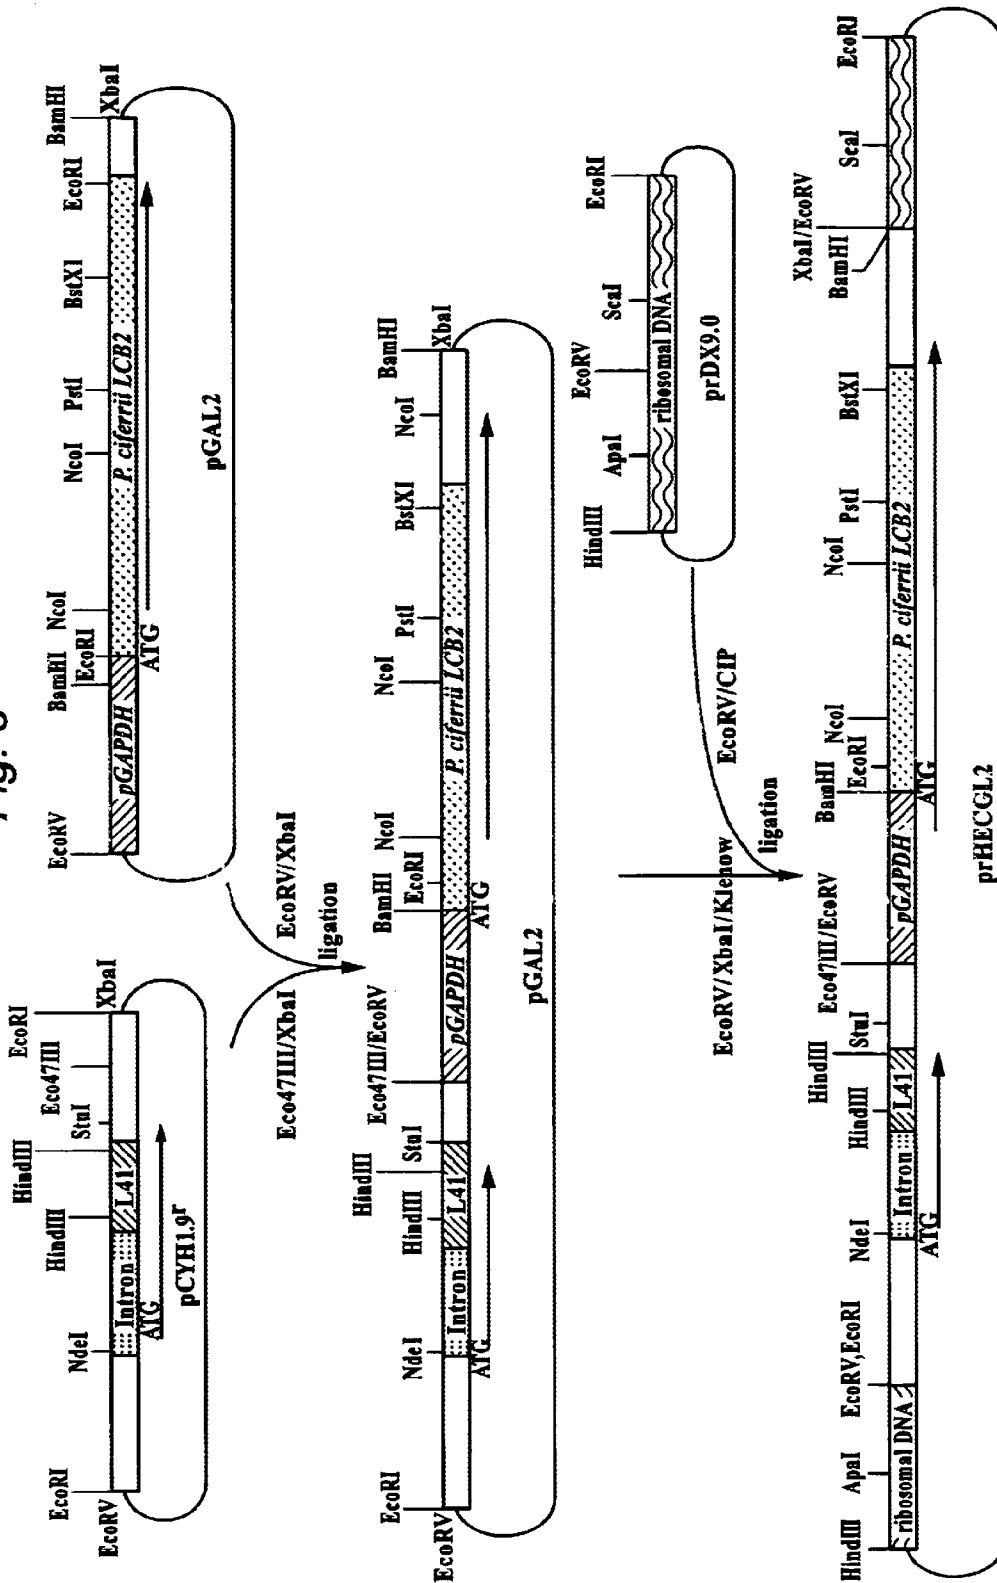 Fig.
EcoRI
EcoRV
NdeI
HindIII
HindIII
StuI
Eco47III
EcoRI
XbaI
Intron
L41
ATG
pCYH1.9r
EcoRV
BamHI
EcoRI
NcoI
NcoI
PstI
BstXI
EcoRI
BamHI
XbaI
pGAPDH
P. ciferrii LCB2
ATG
pGAL2
Eco47III/XbaI
EcoRV/XbaI
ligation
EcoRI
EcoRV
NdeI
HindIII
HindIII
StuI
Eco47III/EcoRV
BamHI
EcoRI
NcoI
NcoI
PstI
BstXI
NcoI
BamHI
XbaI
Intron
L41
pGAPDH
P. ciferrii LCB2
ATG
ATG
pGAL2
HindIII
ApaI
EcoRV
ScaI
EcoRI
ribosomal DNA
prDX9.0
EcoRV/XbaI/Klenow
EcoRV/CIP
ligation
HindIII
ApaI
EcoRV,EcoRI
NdeI
HindIII
HindIII
StuI
Eco47III/EcoRV
BamHI
EcoRI
NcoI
NcoI
PstI
BstXI
BamHI
XbaI/EcoRV
ScaI
EcoRI
ribosomal DNA
Intron
L41
pGAPDH
P. ciferrii LCB2
ATG
ATG
prHECGL2